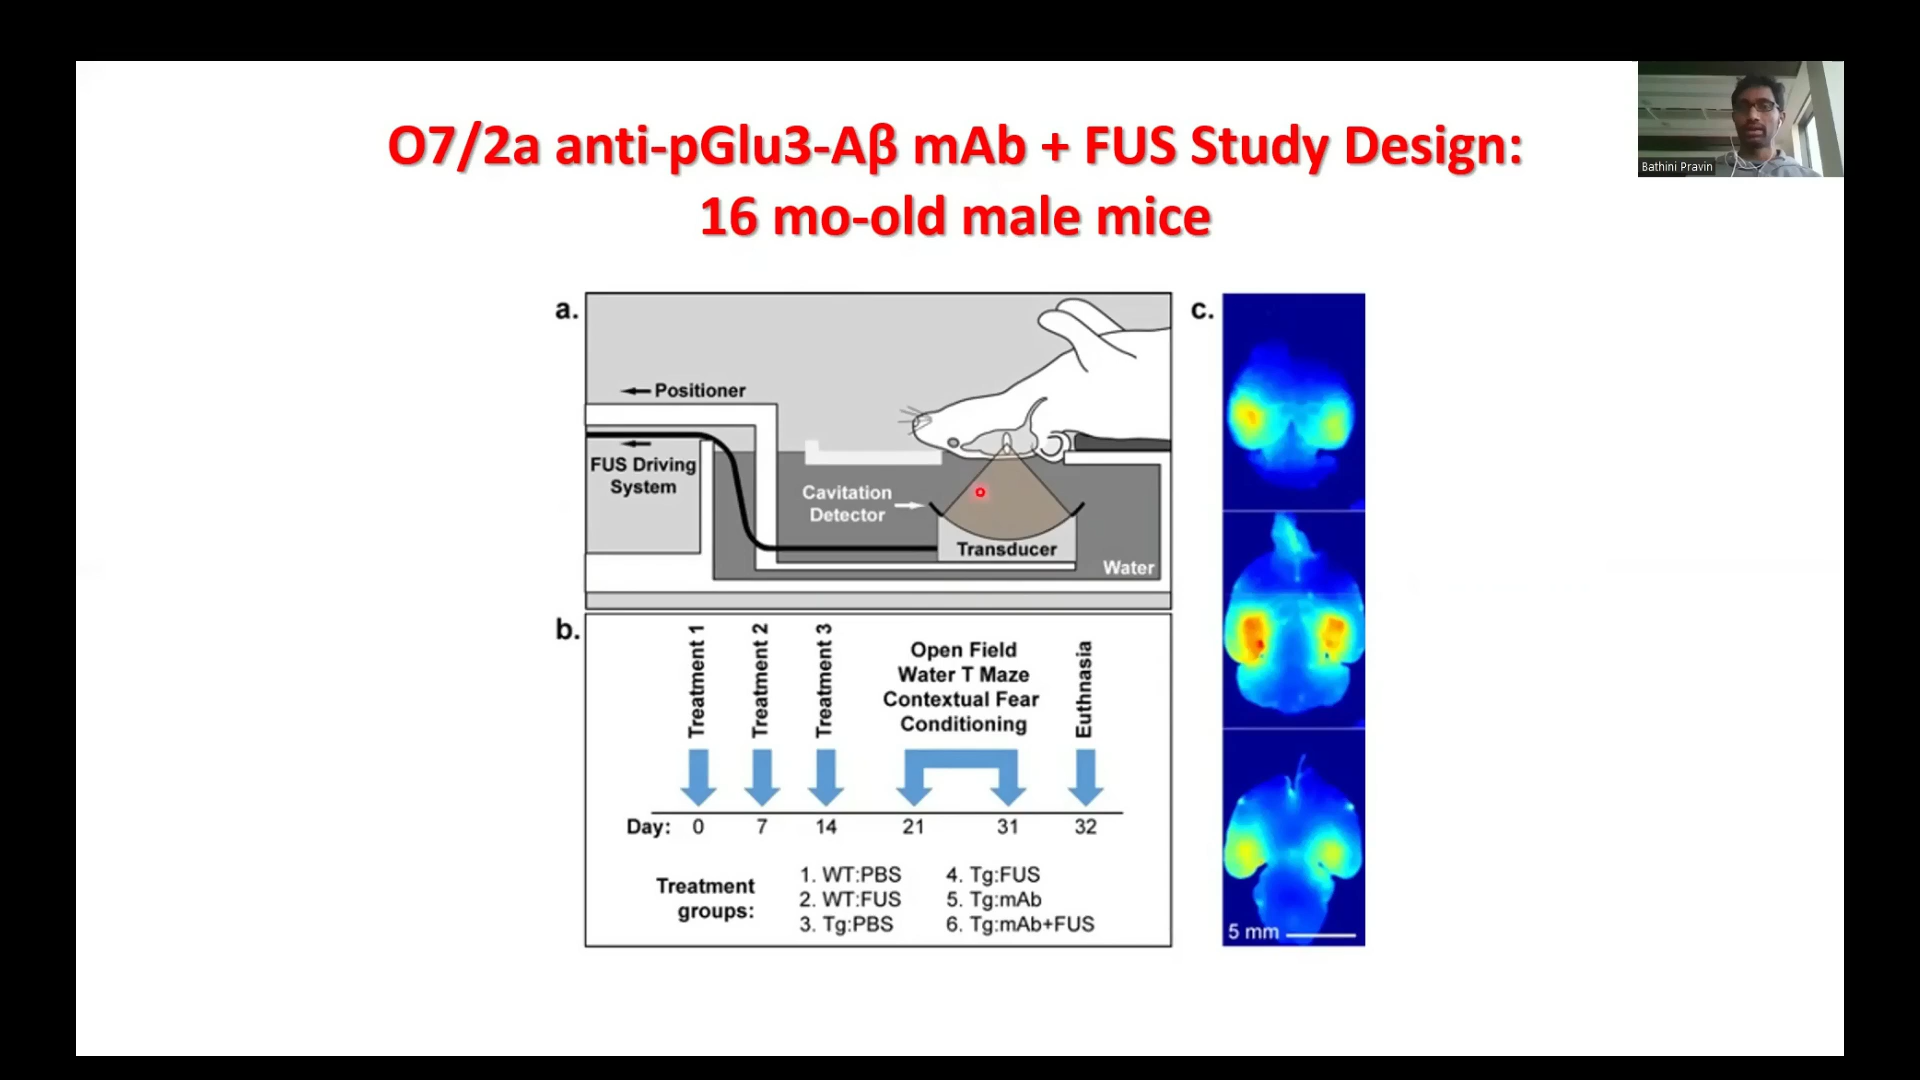 O7/2a anti-pGlu3-Aβ mAb + FUS Study Design:
16 mo-old male mice
Bathini Pravin
a.
Positioner
FUS Driving
System
Cavitation
Detector
Transducer
Water
b.
Treatment 1
Treatment 2
Treatment 3
Open Field
Water T Maze
Contextual Fear
Conditioning
Euthnasia
Day: 0 7 14 21 31 32
Treatment
groups:
1. WT:PBS
2. WT:FUS
3. Tg:PBS
4. Tg:FUS
5. Tg:mAb
6. Tg:mAb+FUS
c.
5 mm